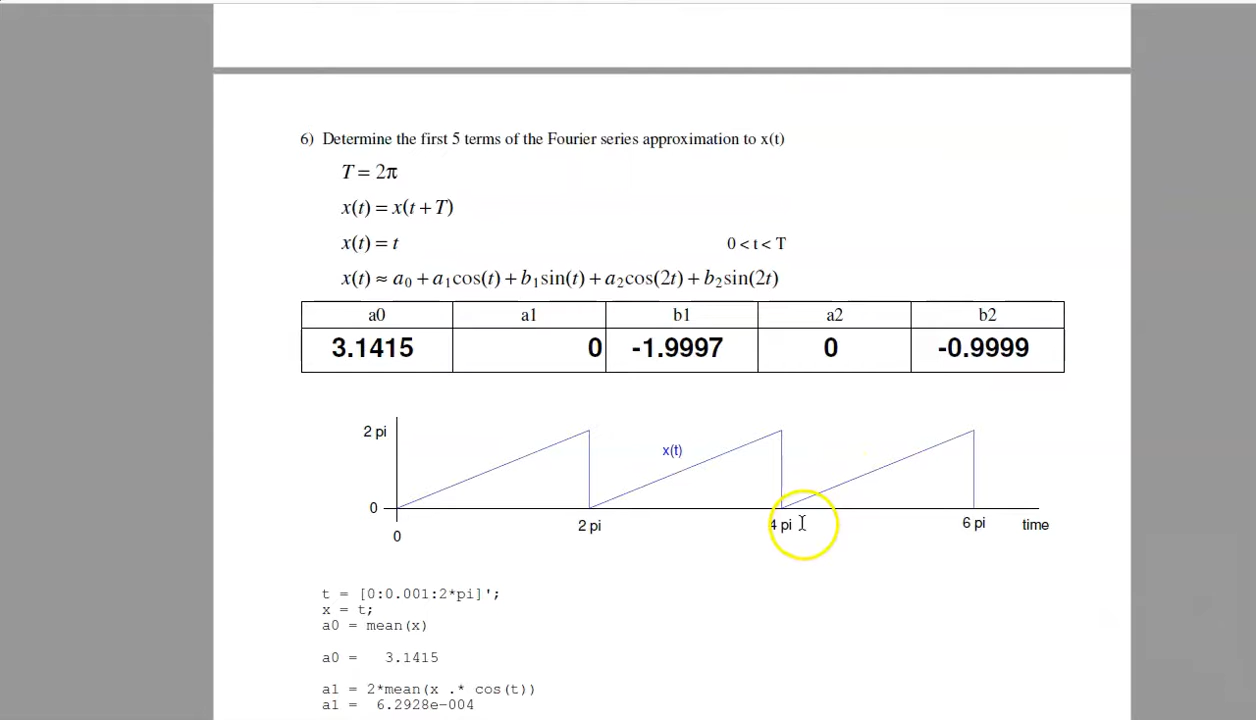 6) Determine the first 5 terms of the Fourier series approximation to x(t)
T = 2π
x(t) = x(t + T)
x(t) = t 0 < t < T
x(t) ≈ a₀ + a₁cos(t) + b₁sin(t) + a₂cos(2t) + b₂sin(2t)
a0 a1 b1 a2 b2
3.1415 0 -1.9997 0 -0.9999
2 pi
x(t)
0
0 2 pi 4 pi 6 pi time
t = [0:0.001:2*pi]';
x = t;
a0 = mean(x)
a0 = 3.1415
a1 = 2*mean(x .* cos(t))
a1 = 6.2928e-004